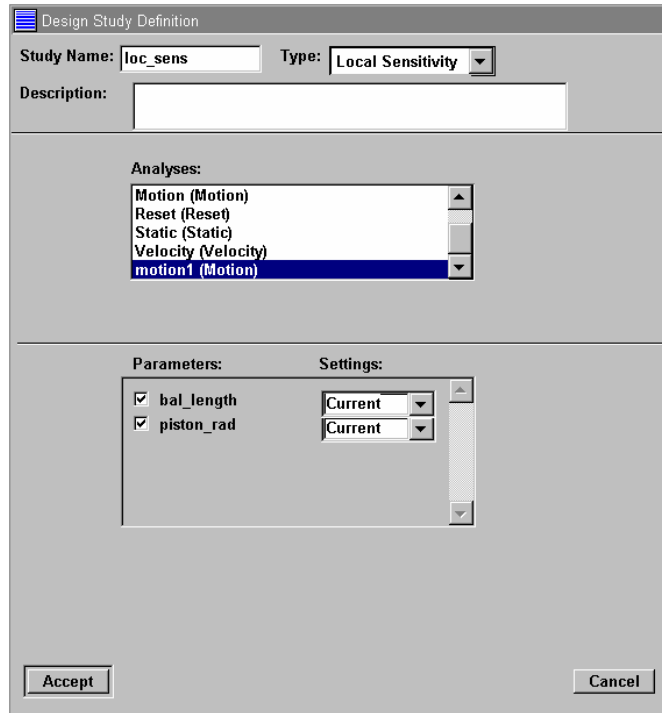 Design Study Definition
Study Name: loc_sens Type: Local Sensitivity
Description:
Analyses:
Motion (Motion)
Reset (Reset)
Static (Static)
Velocity (Velocity)
motion1 (Motion)
Parameters: Settings:
bal_length Current
piston_rad Current
Accept Cancel